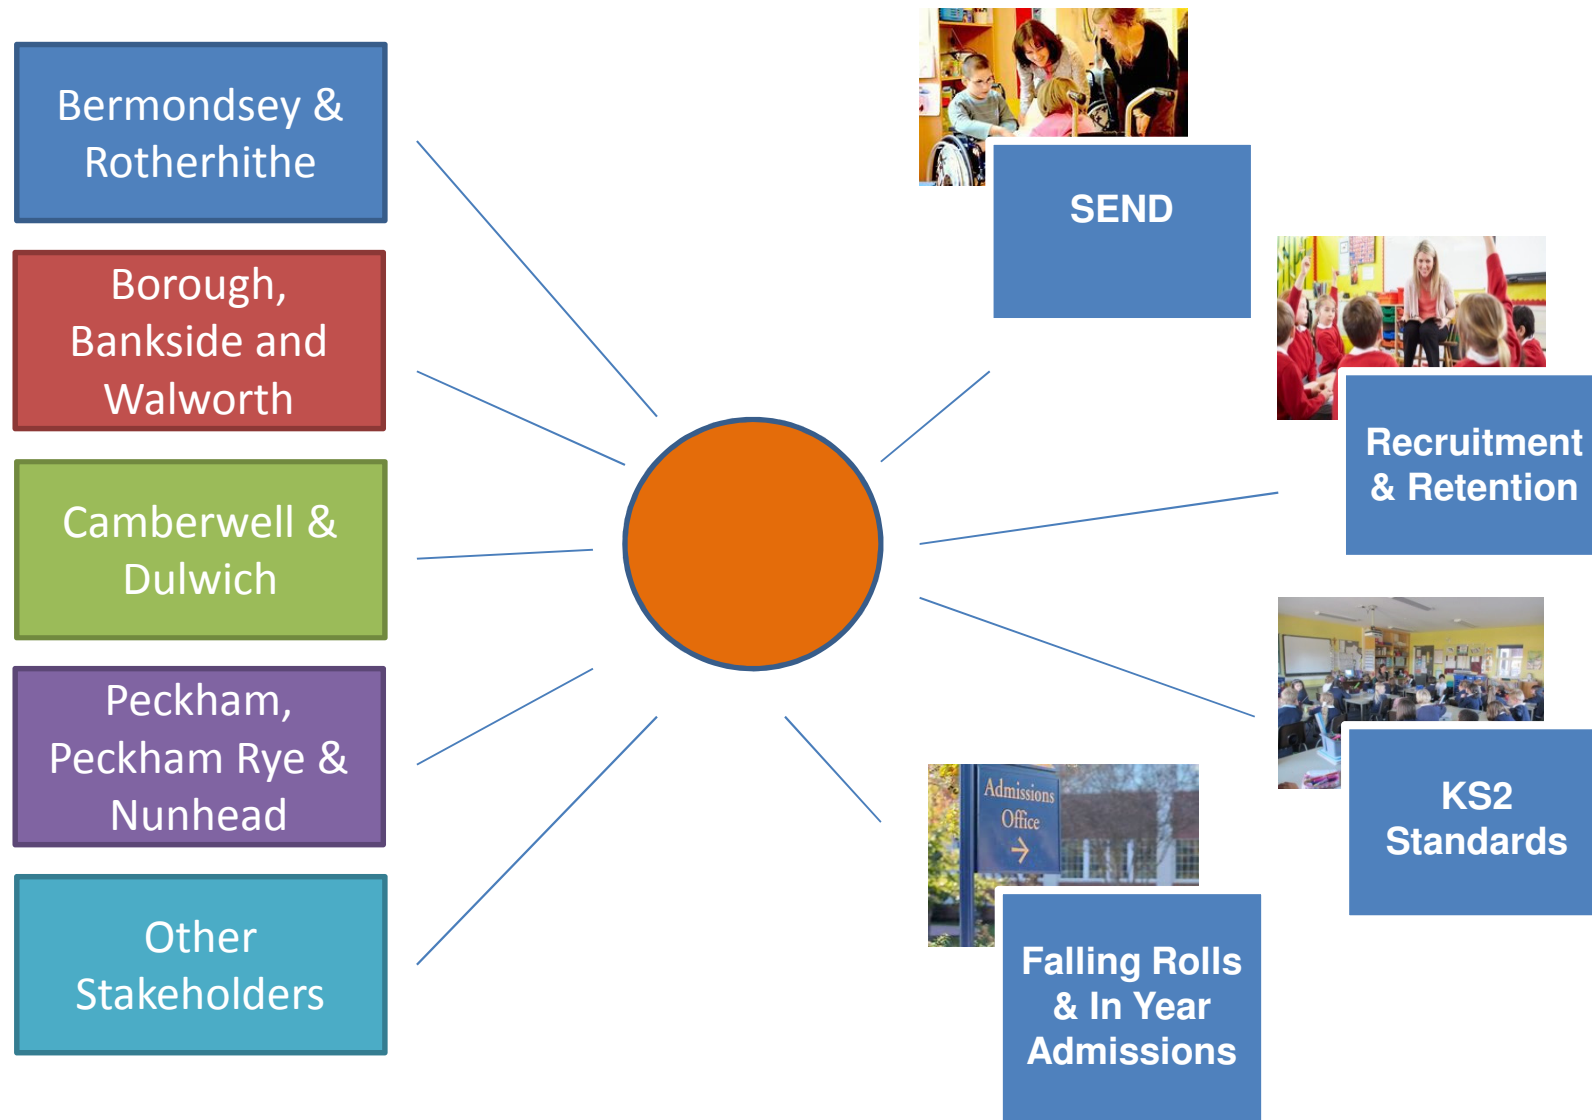 Bermondsey &
Rotherhithe
Borough,
Bankside and
Walworth
Camberwell &
Dulwich
Peckham,
Peckham Rye &
Nunhead
Other
Stakeholders
SEND
Recruitment
& Retention
KS2
Standards
Admissions
Office
→
Falling Rolls
& In Year
Admissions